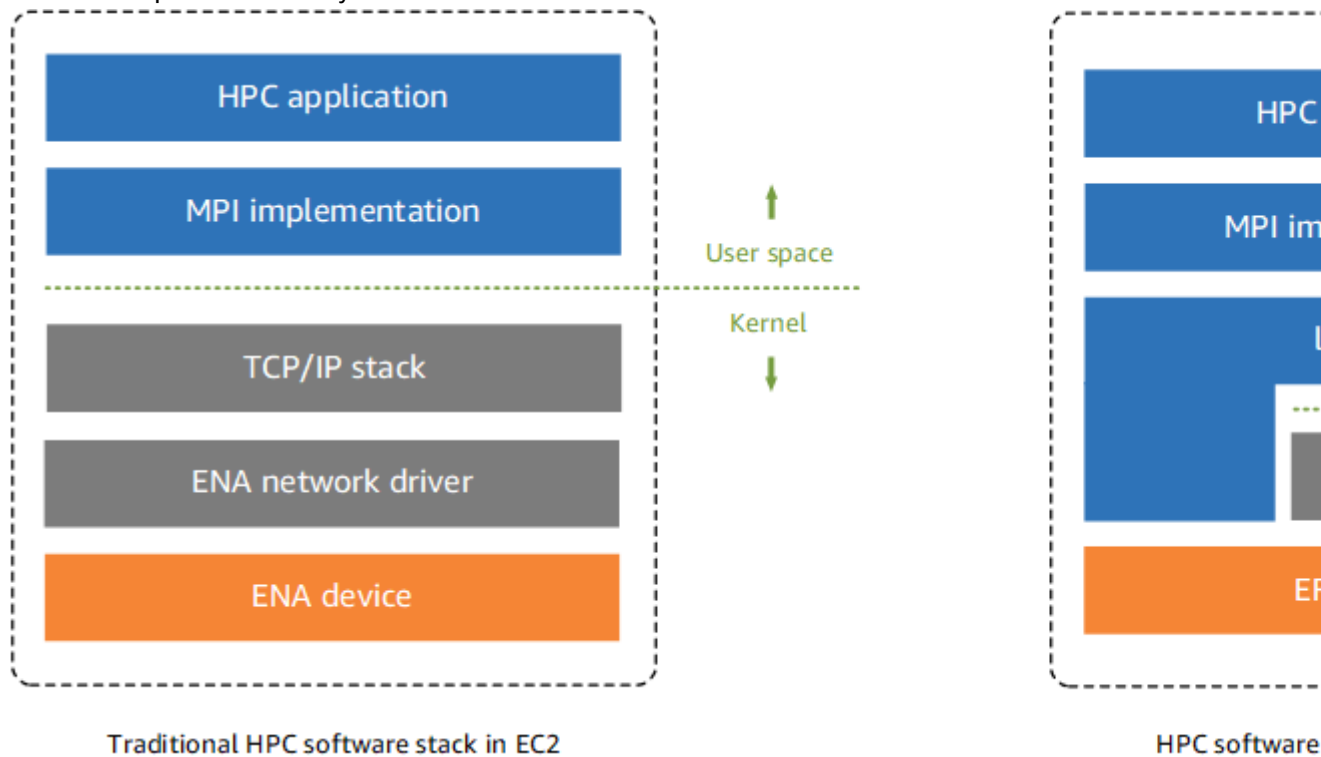 HPC application
MPI implementation
User space
Kernel
TCP/IP stack
ENA network driver
ENA device
Traditional HPC software stack in EC2
HPC
MPI im
HPC software